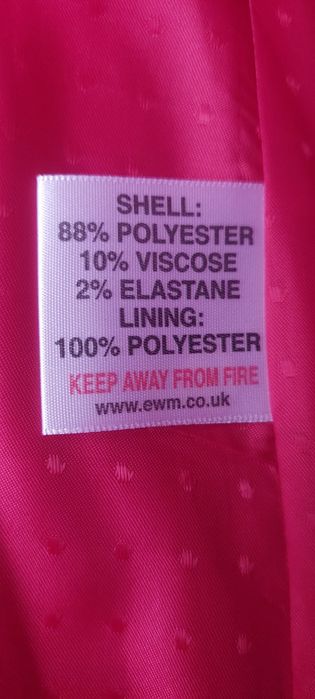 SHELL:
88% POLYESTER
10% VISCOSE
2% ELASTANE
LINING:
100% POLYESTER
KEEP AWAY FROM FIRE
www.ewm.co.uk